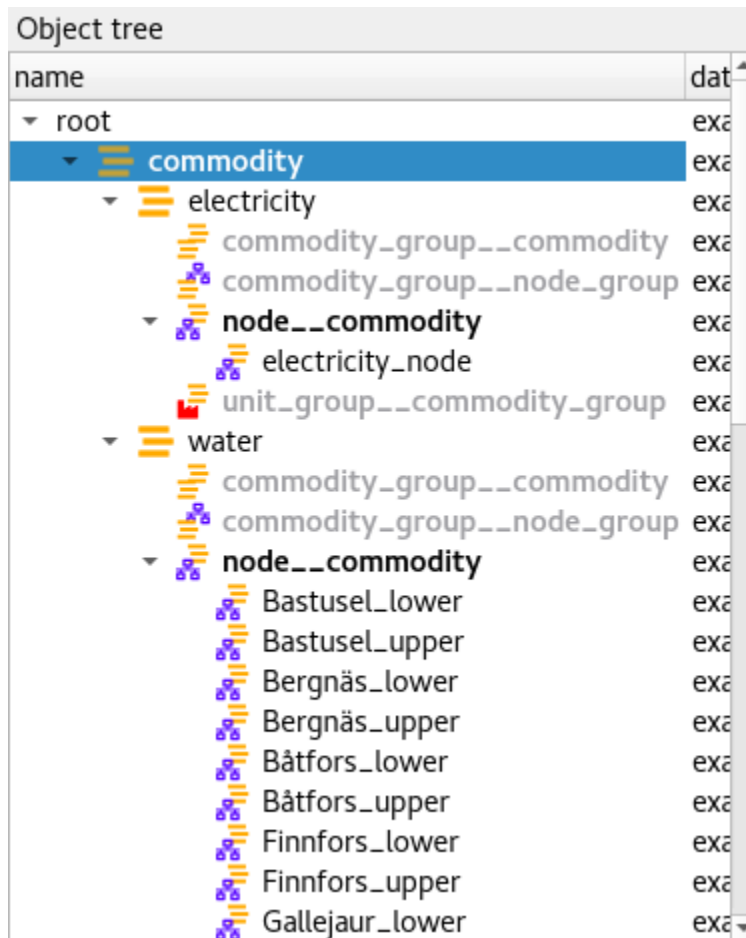 Object tree
name dat
root exa
commodity exa
electricity exa
commodity_group__commodity exa
commodity_group__node_group exa
node__commodity exa
electricity_node exa
unit_group__commodity_group exa
water exa
commodity_group__commodity exa
commodity_group__node_group exa
node__commodity exa
Bastusel_lower exa
Bastusel_upper exa
Bergnäs_lower exa
Bergnäs_upper exa
Båtfors_lower exa
Båtfors_upper exa
Finnfors_lower exa
Finnfors_upper exa
Gallejaur_lower exa